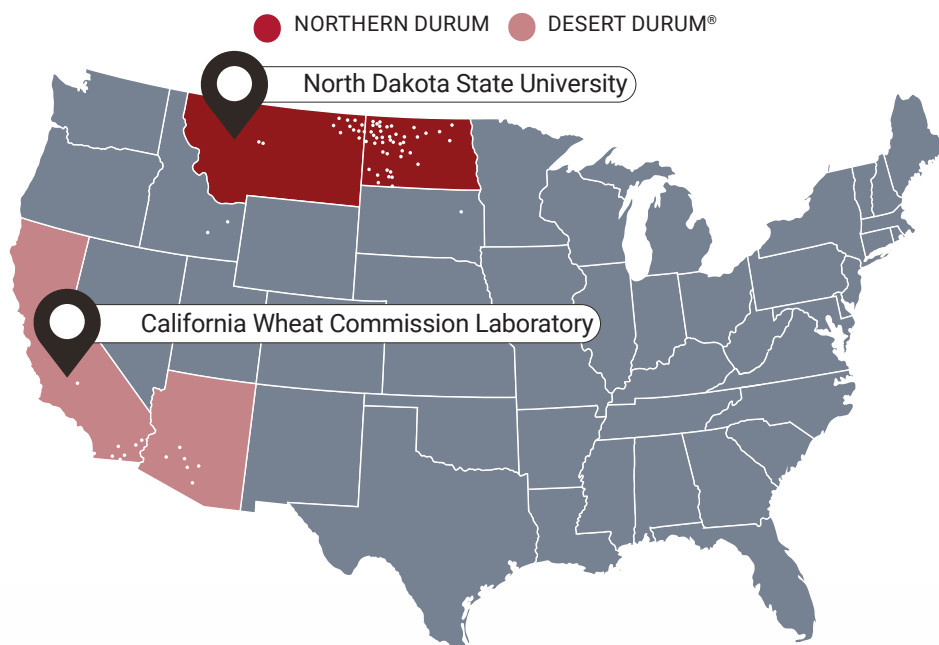 NORTHERN DURUM
DESERT DURUM®
North Dakota State University
California Wheat Commission Laboratory